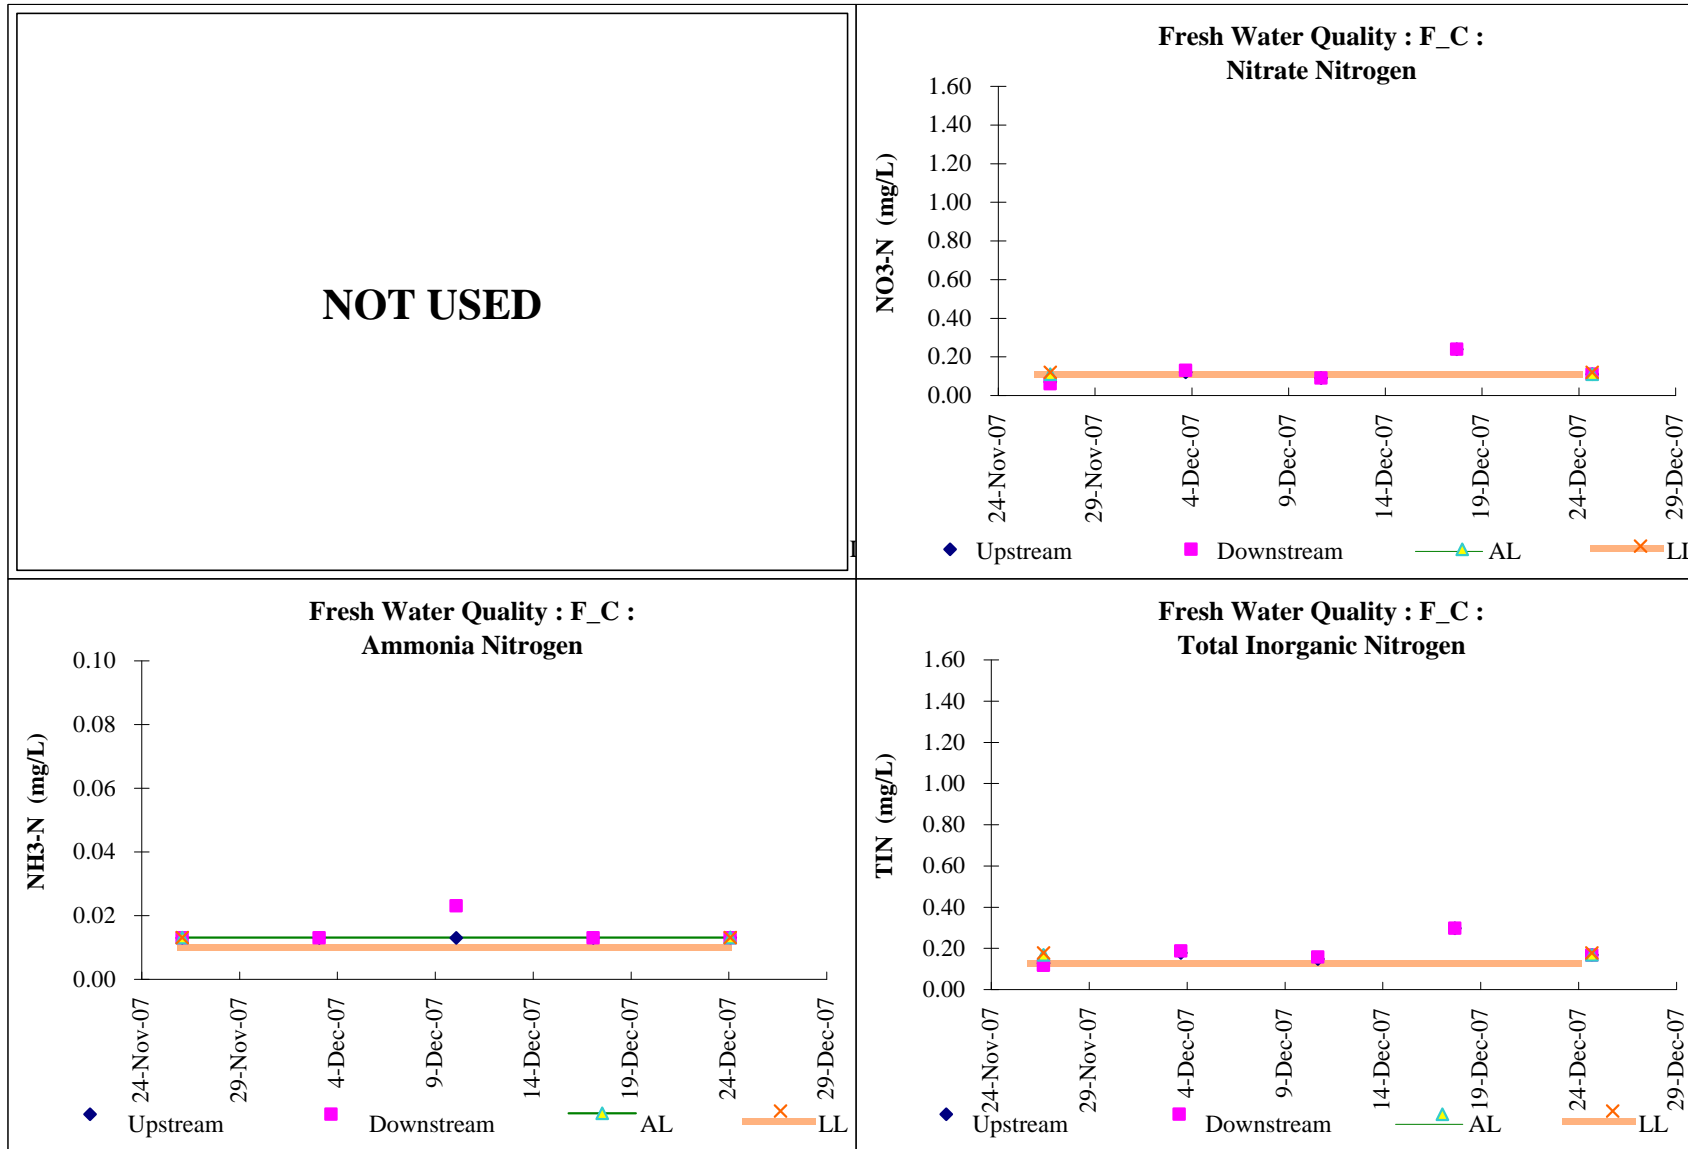 NOT USED
Fresh Water Quality : F_C :
Nitrate Nitrogen
NO3-N (mg/L)
1.60
1.40
1.20
1.00
0.80
0.60
0.40
0.20
0.00
24-Nov-07
29-Nov-07
4-Dec-07
9-Dec-07
14-Dec-07
19-Dec-07
24-Dec-07
29-Dec-07
Upstream Downstream AL LL
Fresh Water Quality : F_C :
Ammonia Nitrogen
NH3-N (mg/L)
0.10
0.08
0.06
0.04
0.02
0.00
24-Nov-07
29-Nov-07
4-Dec-07
9-Dec-07
14-Dec-07
19-Dec-07
24-Dec-07
29-Dec-07
Upstream Downstream AL LL
Fresh Water Quality : F_C :
Total Inorganic Nitrogen
TIN (mg/L)
1.60
1.40
1.20
1.00
0.80
0.60
0.40
0.20
0.00
24-Nov-07
29-Nov-07
4-Dec-07
9-Dec-07
14-Dec-07
19-Dec-07
24-Dec-07
29-Dec-07
Upstream Downstream AL LL